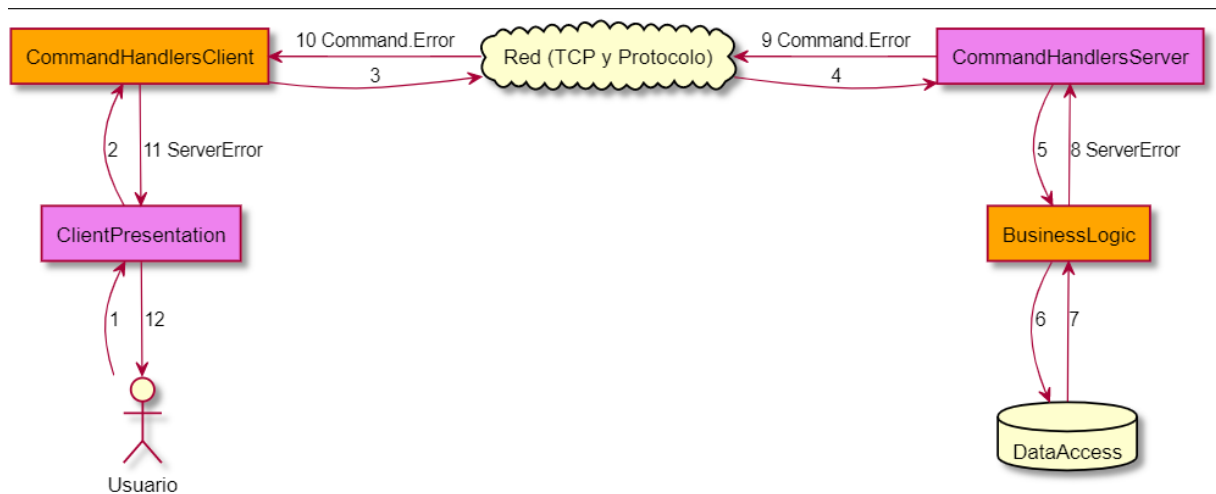 10 Command.Error
9 Command.Error
CommandHandlersClient
Red (TCP y Protocolo)
CommandHandlersServer
3
4
2
11 ServerError
5
8 ServerError
ClientPresentation
BusinessLogic
1
12
6
7
DataAccess
Usuario